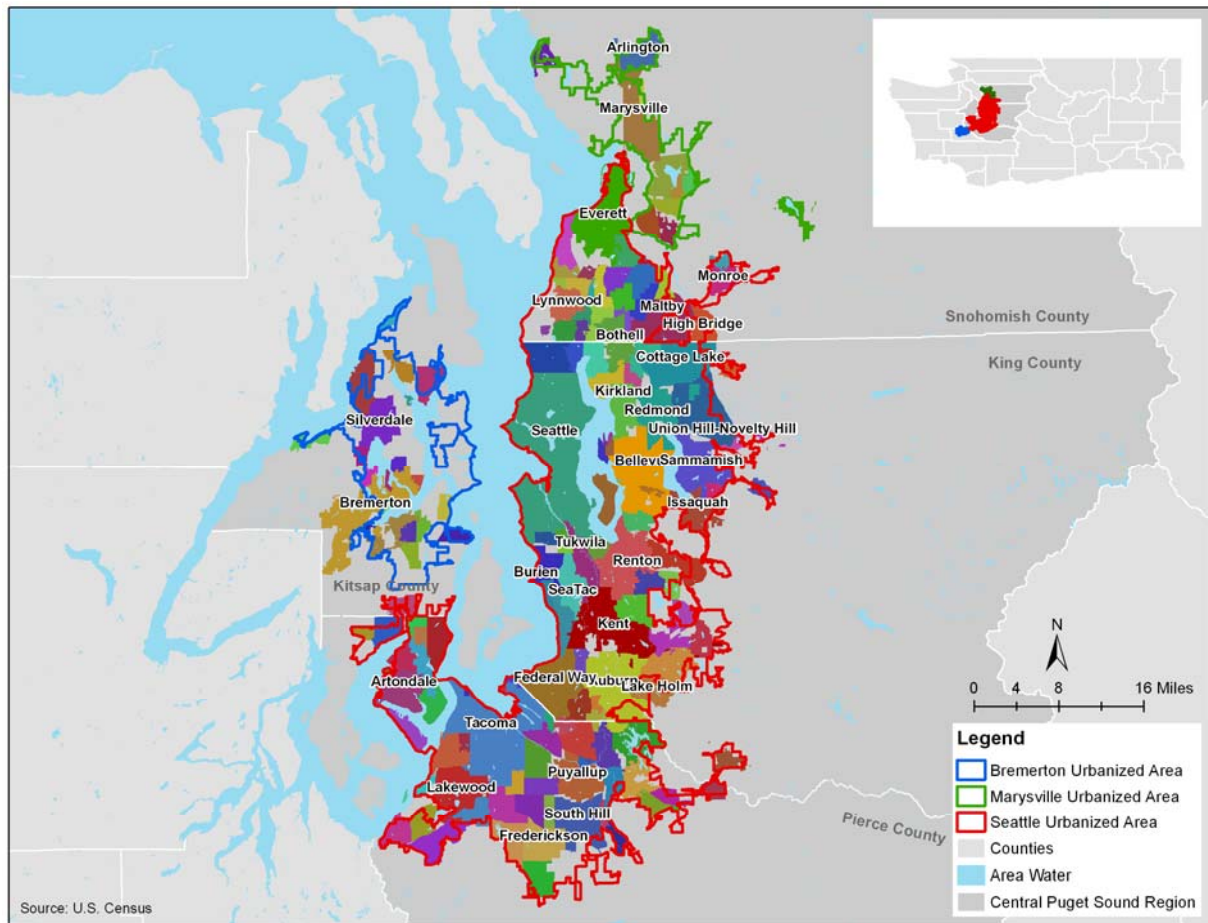 Arlington
Marysville
Everett
Monroe
Lynnwood
Maltby
High Bridge
Snohomish County
Bothell
Cottage Lake
King County
Kirkland
Redmond
Silverdale
Seattle
Union Hill-Novelty Hill
Bellevu
Sammamish
Bremerton
Issaquah
Tukwila
Renton
Burien
SeaTac
Kitsap County
Kent
N
Artondale
Federal Way
uburn
Lake Holm
0 4 8 16 Miles
Tacoma
Puyallup
Lakewood
South Hill
Pierce County
Frederickson
Legend
Bremerton Urbanized Area
Marysville Urbanized Area
Seattle Urbanized Area
Counties
Area Water
Central Puget Sound Region
Source: U.S. Census